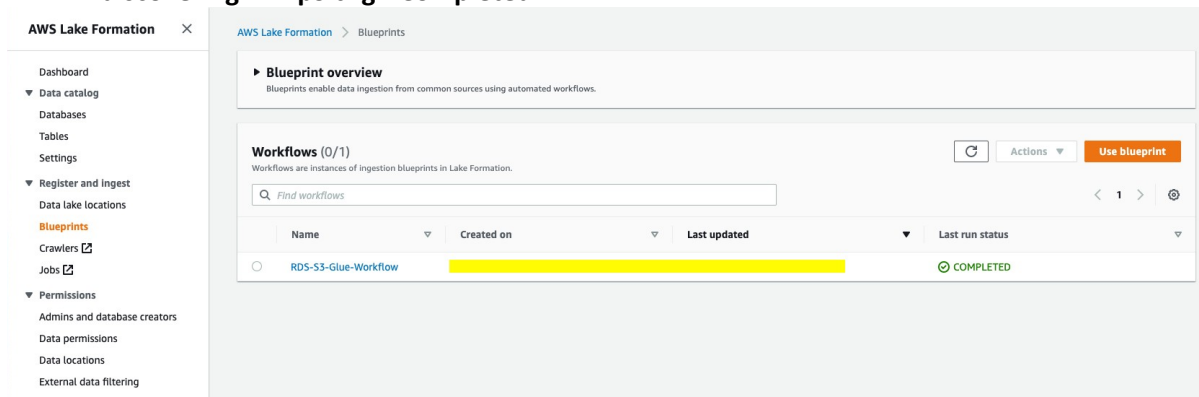 AWS Lake Formation
Dashboard
Data catalog
Databases
Tables
Settings
Register and ingest
Data lake locations
Blueprints
Crawlers
Jobs
Permissions
Admins and database creators
Data permissions
Data locations
External data filtering
AWS Lake Formation > Blueprints
Blueprint overview
Blueprints enable data ingestion from common sources using automated workflows.
Workflows (0/1)
Workflows are instances of ingestion blueprints in Lake Formation.
Actions
Use blueprint
Find workflows
< 1 >
Name Created on Last updated Last run status
RDS-S3-Glue-Workflow COMPLETED